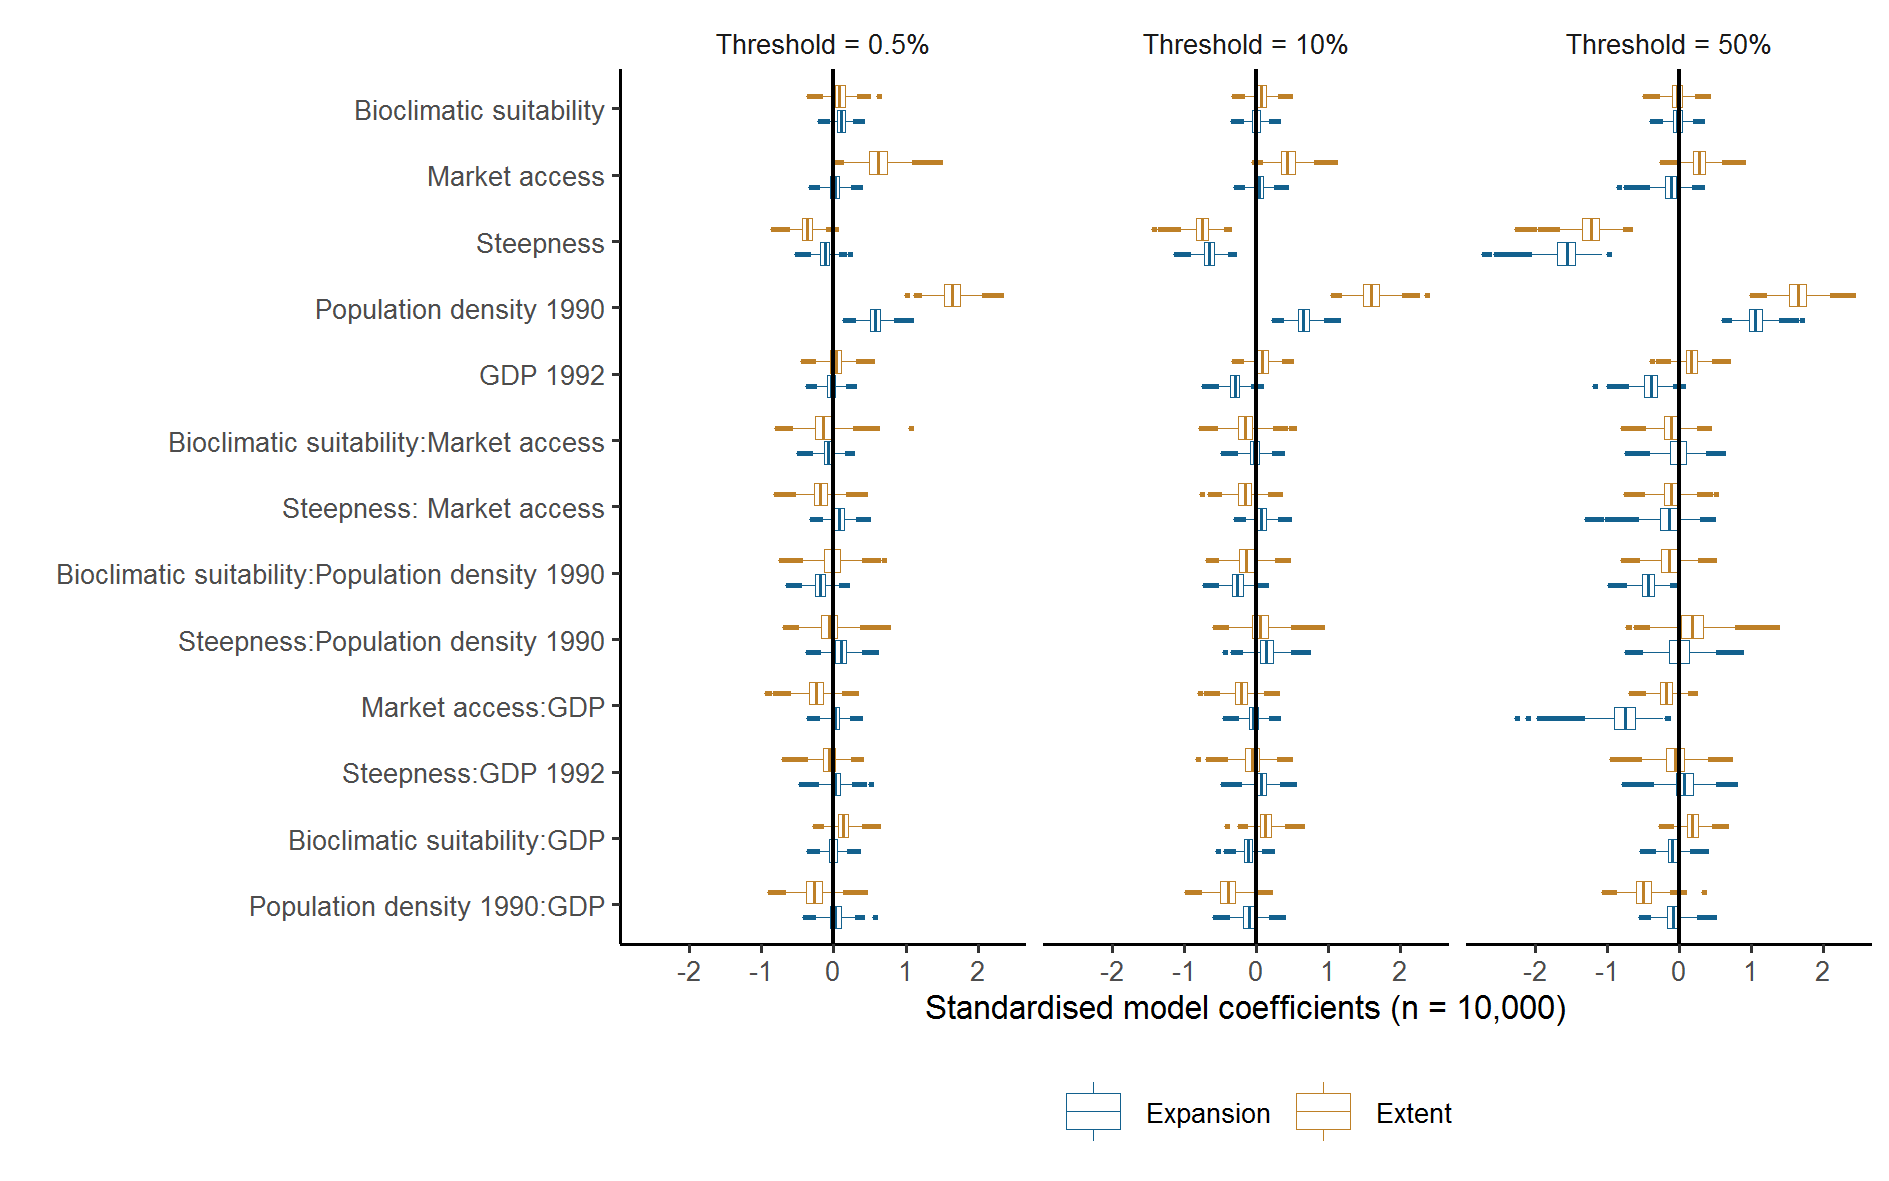 Threshold = 0.5%
Threshold = 10%
Threshold = 50%
Bioclimatic suitability
Market access
Steepness
Population density 1990
GDP 1992
Bioclimatic suitability:Market access
Steepness: Market access
Bioclimatic suitability:Population density 1990
Steepness:Population density 1990
Market access:GDP
Steepness:GDP 1992
Bioclimatic suitability:GDP
Population density 1990:GDP
-2 -1 0 1 2
-2 -1 0 1 2
-2 -1 0 1 2
Standardised model coefficients (n = 10,000)
Expansion
Extent